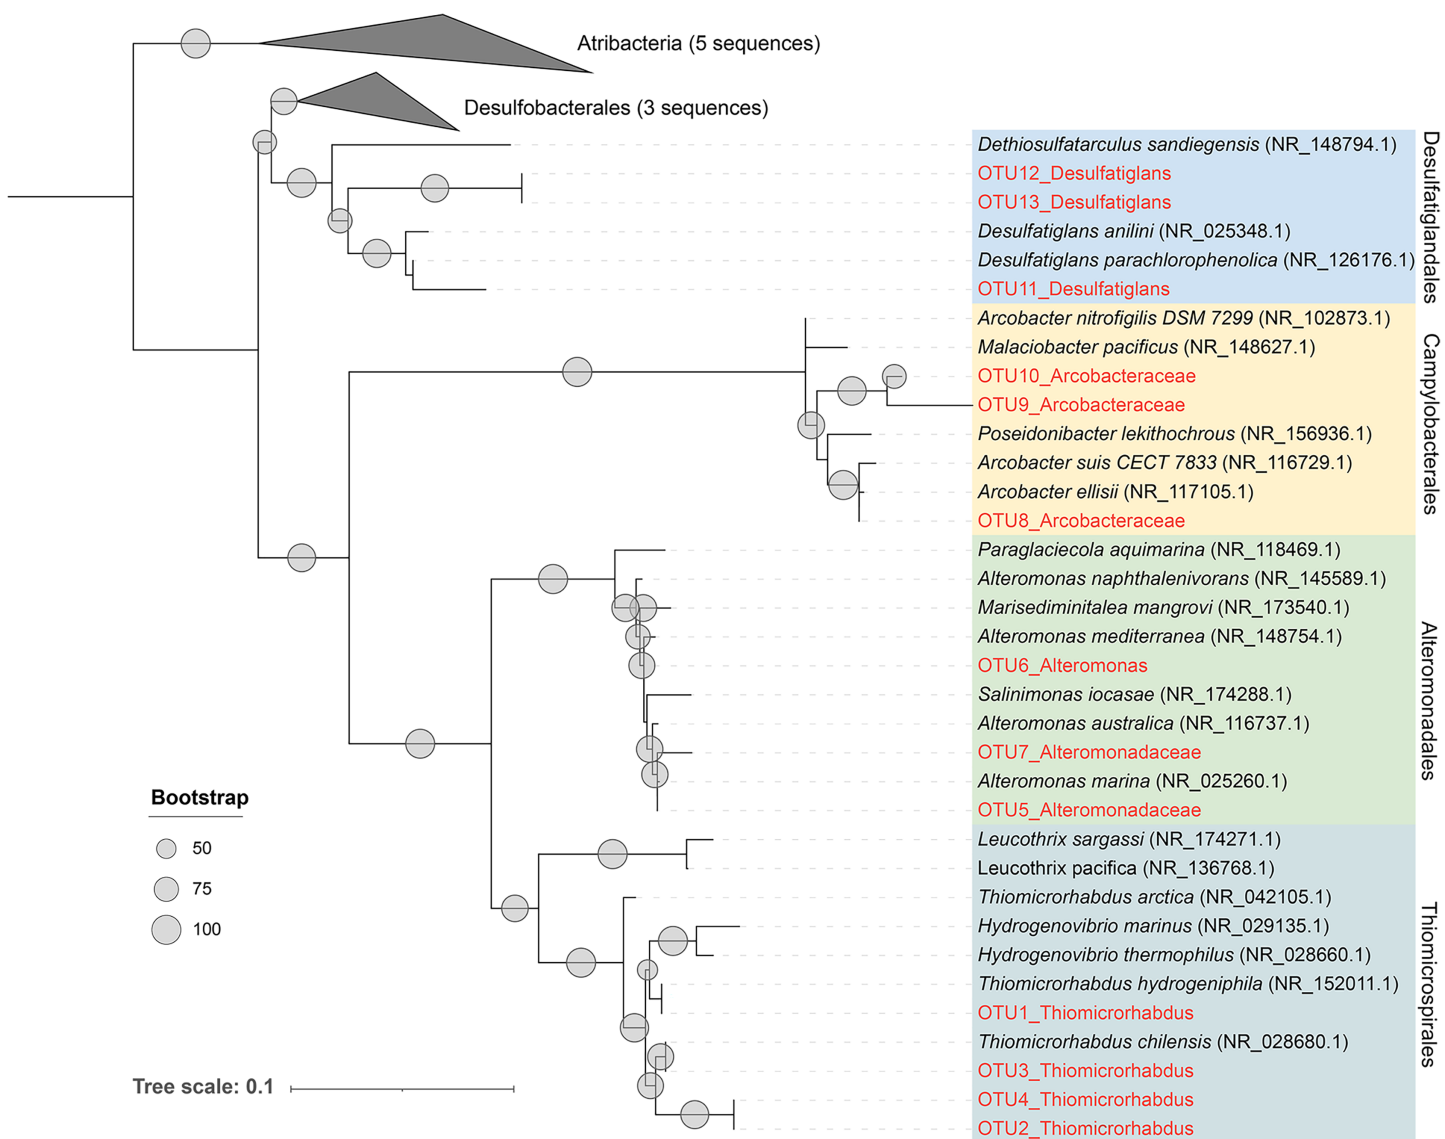 Atribacteria (5 sequences)
Desulfobacterales (3 sequences)
Dethiosulfatarculus sandiegensis (NR_148794.1)
OTU12_Desulfatiglans
OTU13_Desulfatiglans
Desulfatiglans anilini (NR_025348.1)
Desulfatiglans parachlorophenolica (NR_126176.1)
OTU11_Desulfatiglans
Desulfatiglandales
Arcobacter nitrofigilis DSM 7299 (NR_102873.1)
Malaciobacter pacificus (NR_148627.1)
OTU10_Arcobacteraceae
OTU9_Arcobacteraceae
Poseidonibacter lekithochrous (NR_156936.1)
Arcobacter suis CECT 7833 (NR_116729.1)
Arcobacter ellisii (NR_117105.1)
OTU8_Arcobacteraceae
Campylobacterales
Paraglaciecola aquimarina (NR_118469.1)
Alteromonas naphthalenivorans (NR_145589.1)
Marisediminitalea mangrovi (NR_173540.1)
Alteromonas mediterranea (NR_148754.1)
OTU6_Alteromonas
Salinimonas iocasae (NR_174288.1)
Alteromonas australica (NR_116737.1)
OTU7_Alteromonadaceae
Alteromonas marina (NR_025260.1)
OTU5_Alteromonadaceae
Alteromonadales
Leucothrix sargassi (NR_174271.1)
Leucothrix pacifica (NR_136768.1)
Thiomicrorhabdus arctica (NR_042105.1)
Hydrogenovibrio marinus (NR_029135.1)
Hydrogenovibrio thermophilus (NR_028660.1)
Thiomicrorhabdus hydrogeniphila (NR_152011.1)
OTU1_Thiomicrorhabdus
Thiomicrorhabdus chilensis (NR_028680.1)
OTU3_Thiomicrorhabdus
OTU4_Thiomicrorhabdus
OTU2_Thiomicrorhabdus
Thiomicrospirales
Bootstrap
50
75
100
Tree scale: 0.1